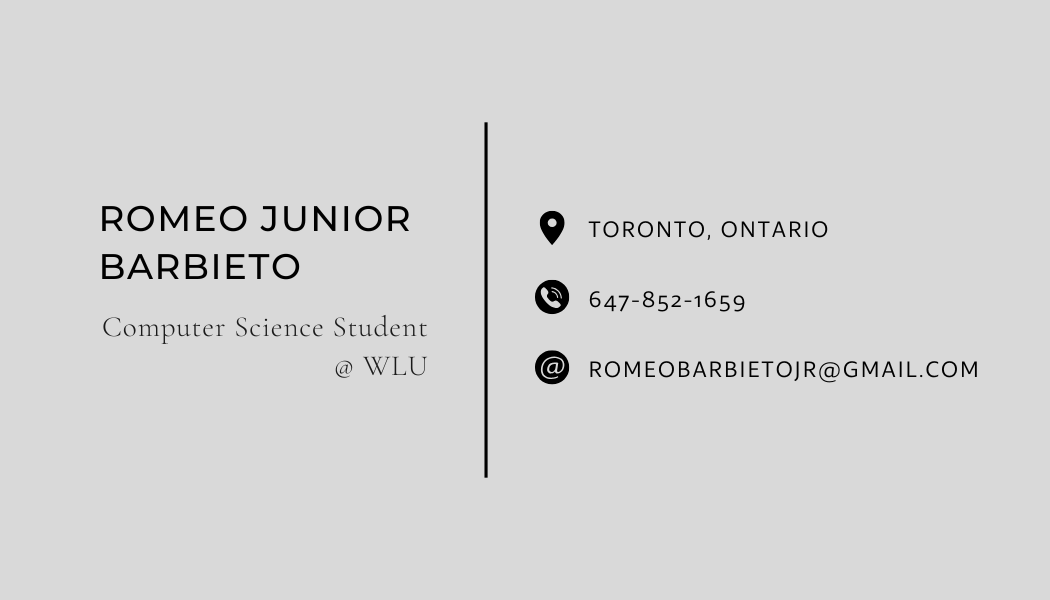 ROMEO JUNIOR
BARBIETO
Computer Science Student
@ WLU
TORONTO, ONTARIO
647-852-1659
ROMEOBARBIETOJR@GMAIL.COM